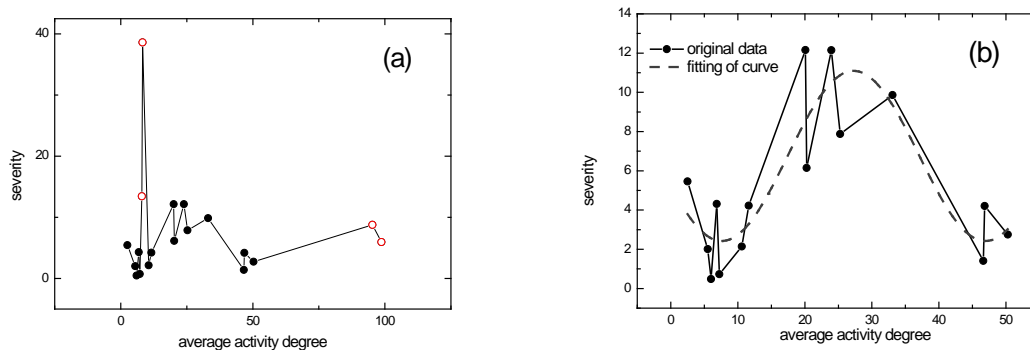 (a)
40
20
0
severity
0
50
100
average activity degree
(b)
original data
fitting of curve
14
12
10
8
6
4
2
0
severity
0
10
20
30
40
50
average activity degree